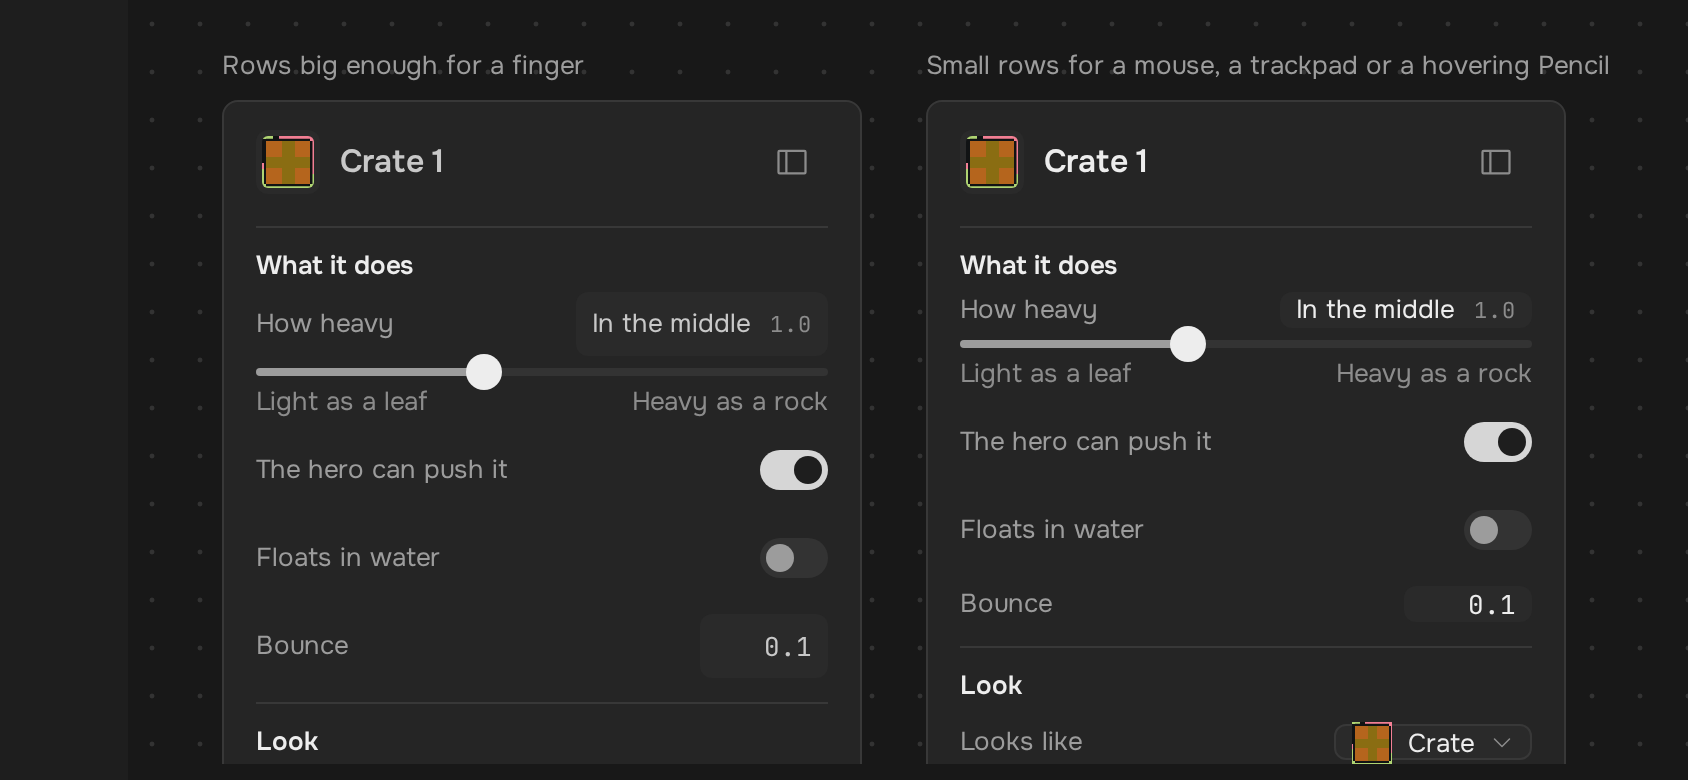 Rows big enough for a finger
Crate 1
What it does
How heavy In the middle 1.0
Light as a leaf Heavy as a rock
The hero can push it
Floats in water
Bounce 0.1
Look
Small rows for a mouse, a trackpad or a hovering Pencil
Crate 1
What it does
How heavy In the middle 1.0
Light as a leaf Heavy as a rock
The hero can push it
Floats in water
Bounce 0.1
Look
Looks like Crate